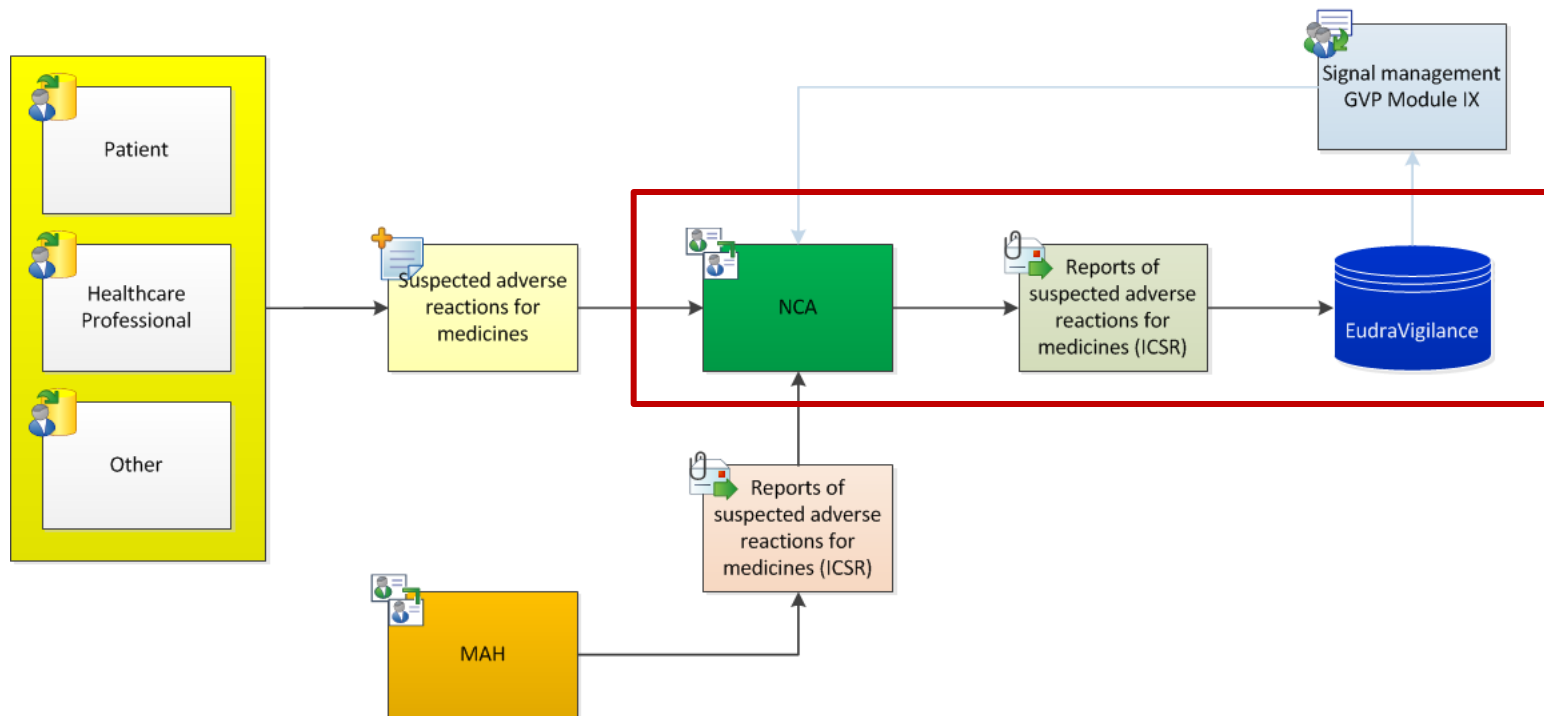 Signal management
GVP Module IX
Patient
Healthcare
Professional
Other
Suspected adverse
reactions for
medicines
NCA
Reports of
suspected adverse
reactions for
medicines (ICSR)
EudraVigilance
Reports of
suspected adverse
reactions for
medicines (ICSR)
MAH